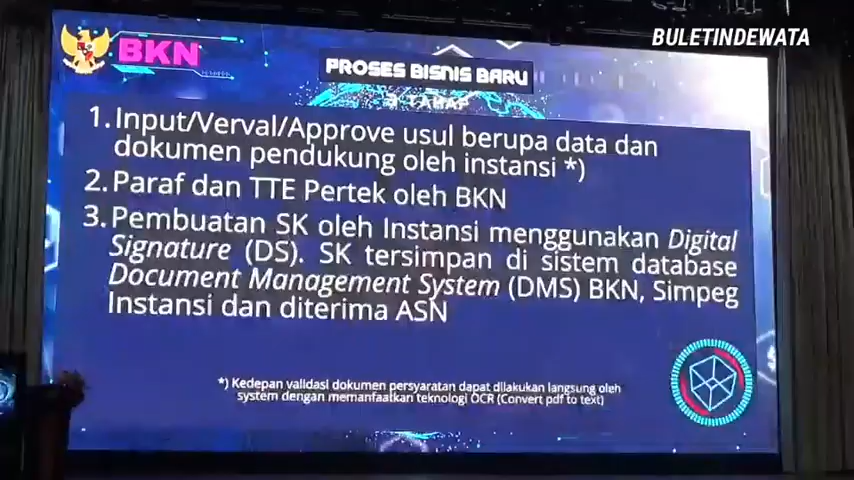 BULETINDEWATA
BKN
PROSES BISNIS BARU
3 TAHAP
1. Input/Verval/Approve usul berupa data dan
dokumen pendukung oleh instansi *)
2. Paraf dan TTE Pertek oleh BKN
3. Pembuatan SK oleh Instansi menggunakan Digital
Signature (DS). SK tersimpan di sistem database
Document Management System (DMS) BKN, Simpeg
Instansi dan diterima ASN
*) Kedepan validasi dokumen persyaratan dapat dilakukan langsung oleh
system dengan memanfaatkan teknologi OCR (Convert pdf to text)